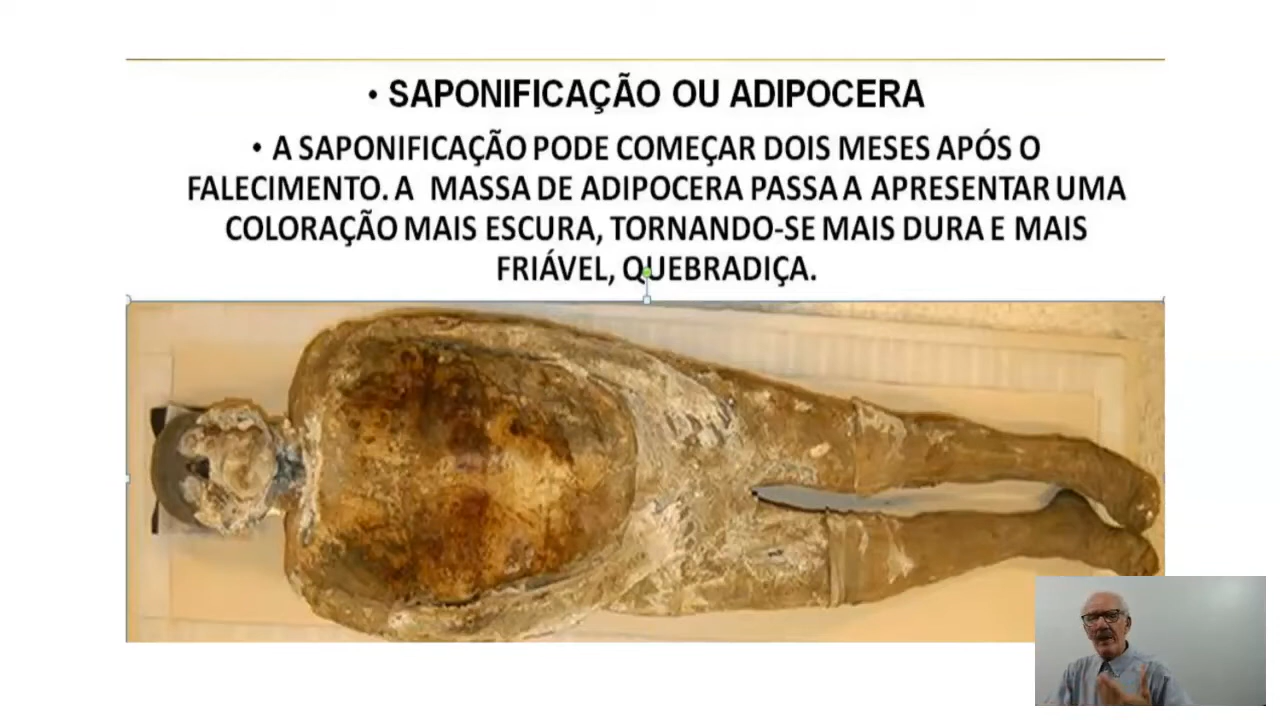 • SAPONIFICAÇÃO OU ADIPOCERA
• A SAPONIFICAÇÃO PODE COMEÇAR DOIS MESES APÓS O
FALECIMENTO. A MASSA DE ADIPOCERA PASSA A APRESENTAR UMA
COLORAÇÃO MAIS ESCURA, TORNANDO-SE MAIS DURA E MAIS
FRIÁVEL, QUEBRADIÇA.